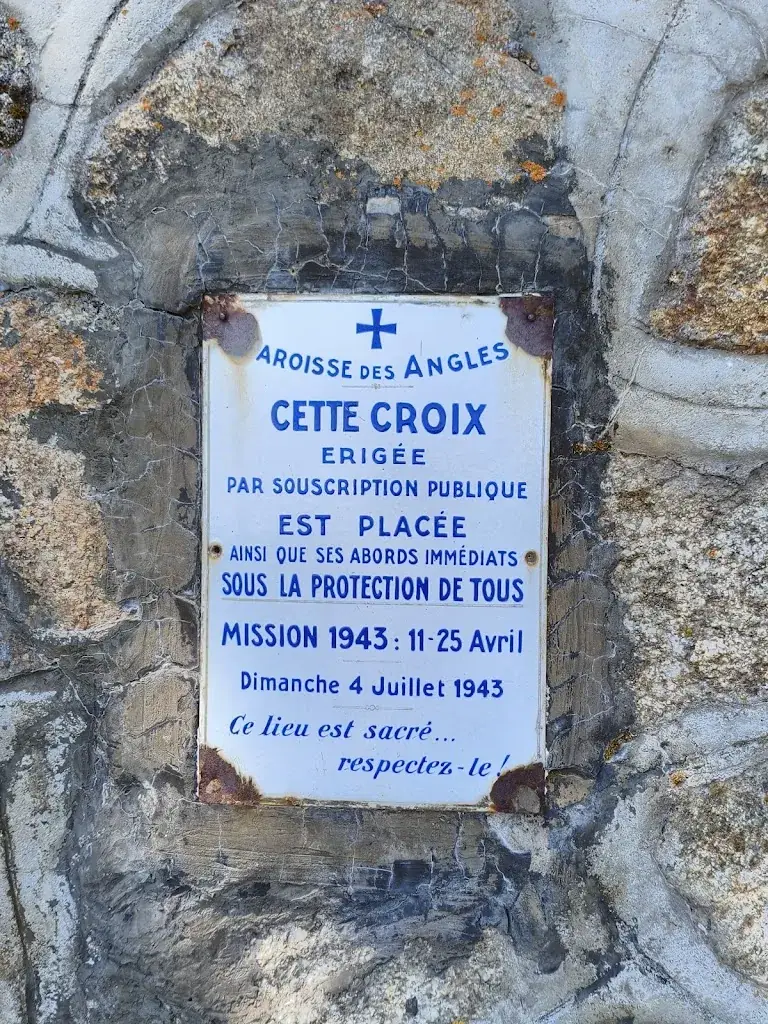 AROISSE DES ANGLES
CETTE CROIX
ERIGÉE
PAR SOUSCRIPTION PUBLIQUE
EST PLACÉE
AINSI QUE SES ABORDS IMMÉDIATS
SOUS LA PROTECTION DE TOUS
MISSION 1943 : 11-25 Avril
Dimanche 4 Juillet 1943
Ce lieu est sacré...
respectez-le !